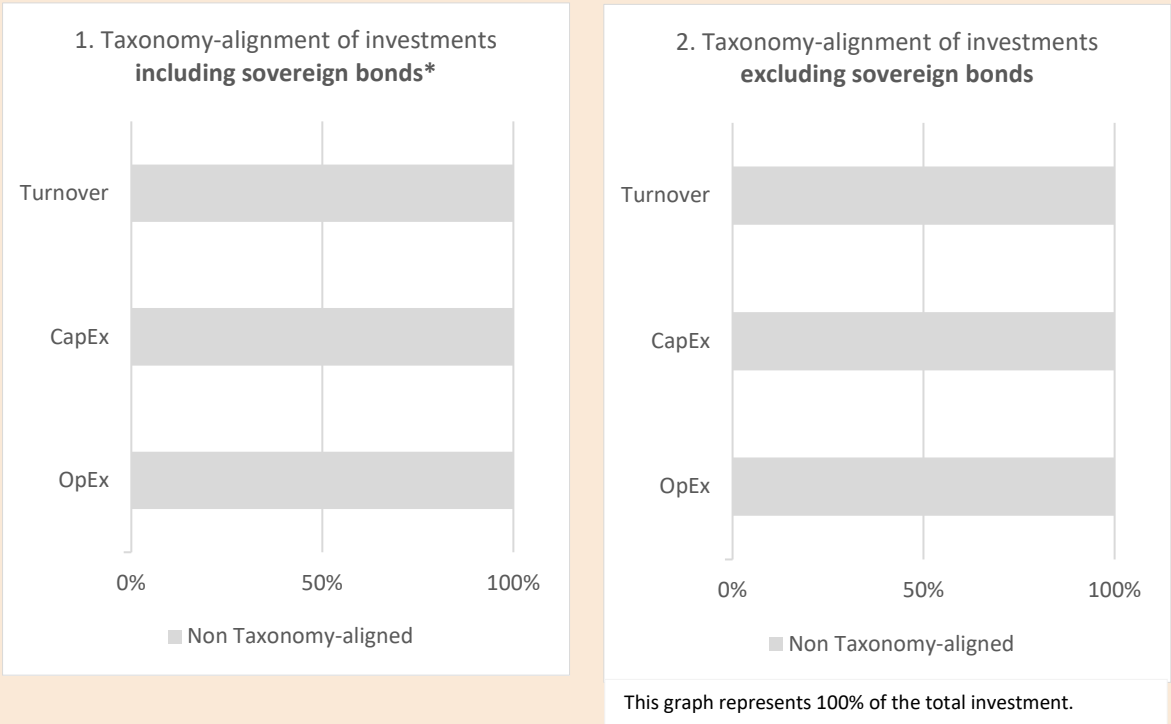 1. Taxonomy-alignment of investments
including sovereign bonds*
Turnover
CapEx
OpEx
0%
50%
100%
Non Taxonomy-aligned
2. Taxonomy-alignment of investments
excluding sovereign bonds
Turnover
CapEx
OpEx
0%
50%
100%
Non Taxonomy-aligned
This graph represents 100% of the total investment.